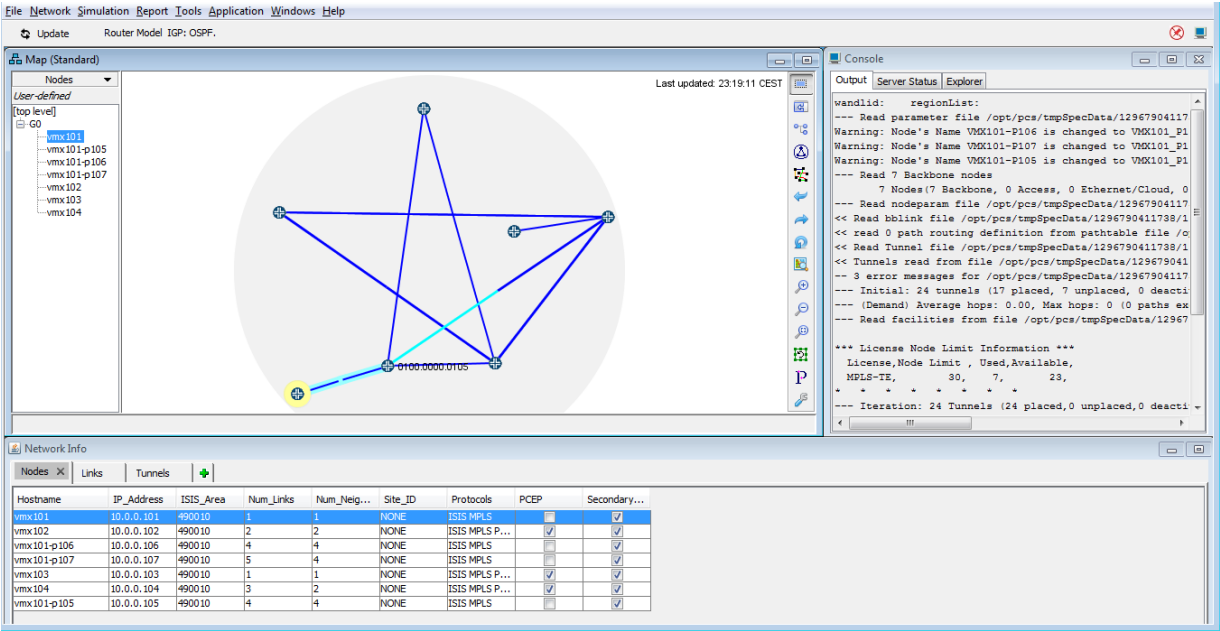 File Network Simulation Report Tools Application Windows Help
Update Router Model IGP: OSPF.
Map (Standard)
Nodes
User-defined
[top level]
G0
vmx101
vmx101-p105
vmx101-p106
vmx101-p107
vmx102
vmx103
vmx104
Last updated: 23:19:11 CEST
0100.0000.0105
P
Console
Output Server Status Explorer
wandlid: regionList:
--- Read parameter file /opt/pcs/tmpSpecData/12967904117
Warning: Node's Name VMX101-P106 is changed to VMX101_P1
Warning: Node's Name VMX101-P107 is changed to VMX101_P1
Warning: Node's Name VMX101-P105 is changed to VMX101_P1
--- Read 7 Backbone nodes
7 Nodes(7 Backbone, 0 Access, 0 Ethernet/Cloud, 0
--- Read nodeparam file /opt/pcs/tmpSpecData/1296790411
<< Read bblink file /opt/pcs/tmpSpecData/1296790411738/1
<< read 0 path routing definition from pathtable file /o
<< Read Tunnel file /opt/pcs/tmpSpecData/1296790411738/1
<< Tunnels read from file /opt/pcs/tmpSpecData/129679041
-- 3 error messages for /opt/pcs/tmpSpecData/12967904117
--- Initial: 24 tunnels (17 placed, 7 unplaced, 0 deacti
--- (Demand) Average hops: 0.00, Max hops: 0 (0 paths ex
--- Read facilities from file /opt/pcs/tmpSpecData/12967
*** License Node Limit Information ***
License,Node Limit , Used,Available,
MPLS-TE, 30, 7, 23,
* * * * * * * *
--- Iteration: 24 Tunnels (24 placed,0 unplaced,0 deacti
Network Info
Nodes Links Tunnels
Hostname IP_Address ISIS_Area Num_Links Num_Neig... Site_ID Protocols PCEP Secondary...
vmx101 10.0.0.101 490010 1 1 NONE ISIS MPLS
vmx102 10.0.0.102 490010 2 2 NONE ISIS MPLS P...
vmx101-p106 10.0.0.106 490010 4 4 NONE ISIS MPLS
vmx101-p107 10.0.0.107 490010 5 4 NONE ISIS MPLS
vmx103 10.0.0.103 490010 1 1 NONE ISIS MPLS P...
vmx104 10.0.0.104 490010 3 2 NONE ISIS MPLS P...
vmx101-p105 10.0.0.105 490010 4 4 NONE ISIS MPLS